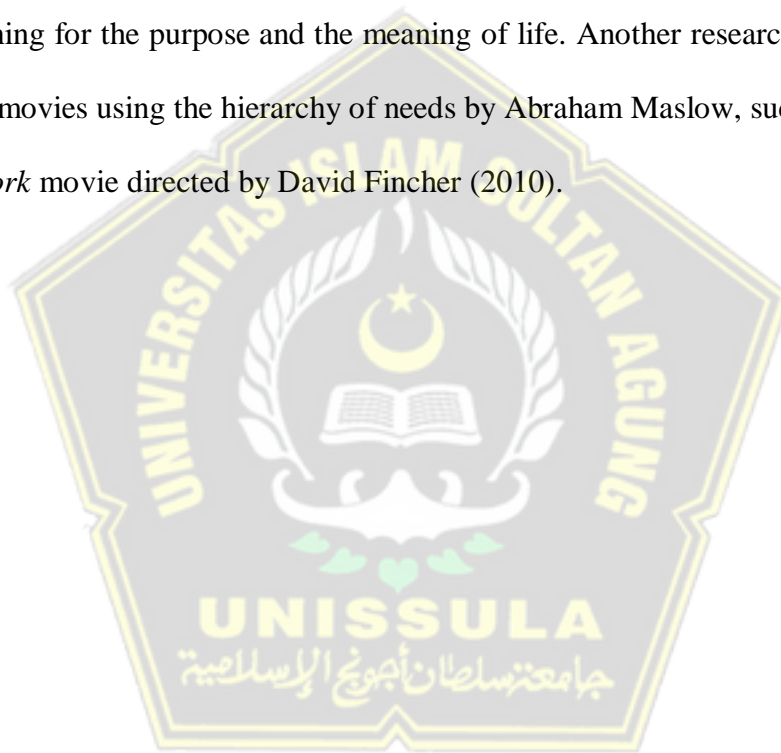 ning for the purpose and the meaning of life. Another researc
movies using the hierarchy of needs by Abraham Maslow, suc
ork movie directed by David Fincher (2010).
UNIVERSITAS ISLAM SULTAN AGUNG
UNISSULA
جامعة سلطان أجونج الإسلامية